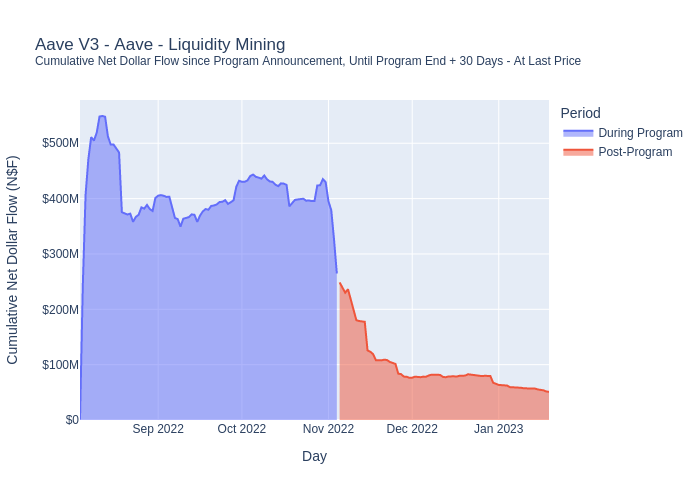 Aave V3 - Aave - Liquidity Mining
Cumulative Net Dollar Flow since Program Announcement, Until Program End + 30 Days - At Last Price
Period
During Program
Post-Program
Cumulative Net Dollar Flow (N$F)
$500M
$400M
$300M
$200M
$100M
$0
Sep 2022
Oct 2022
Nov 2022
Dec 2022
Jan 2023
Day